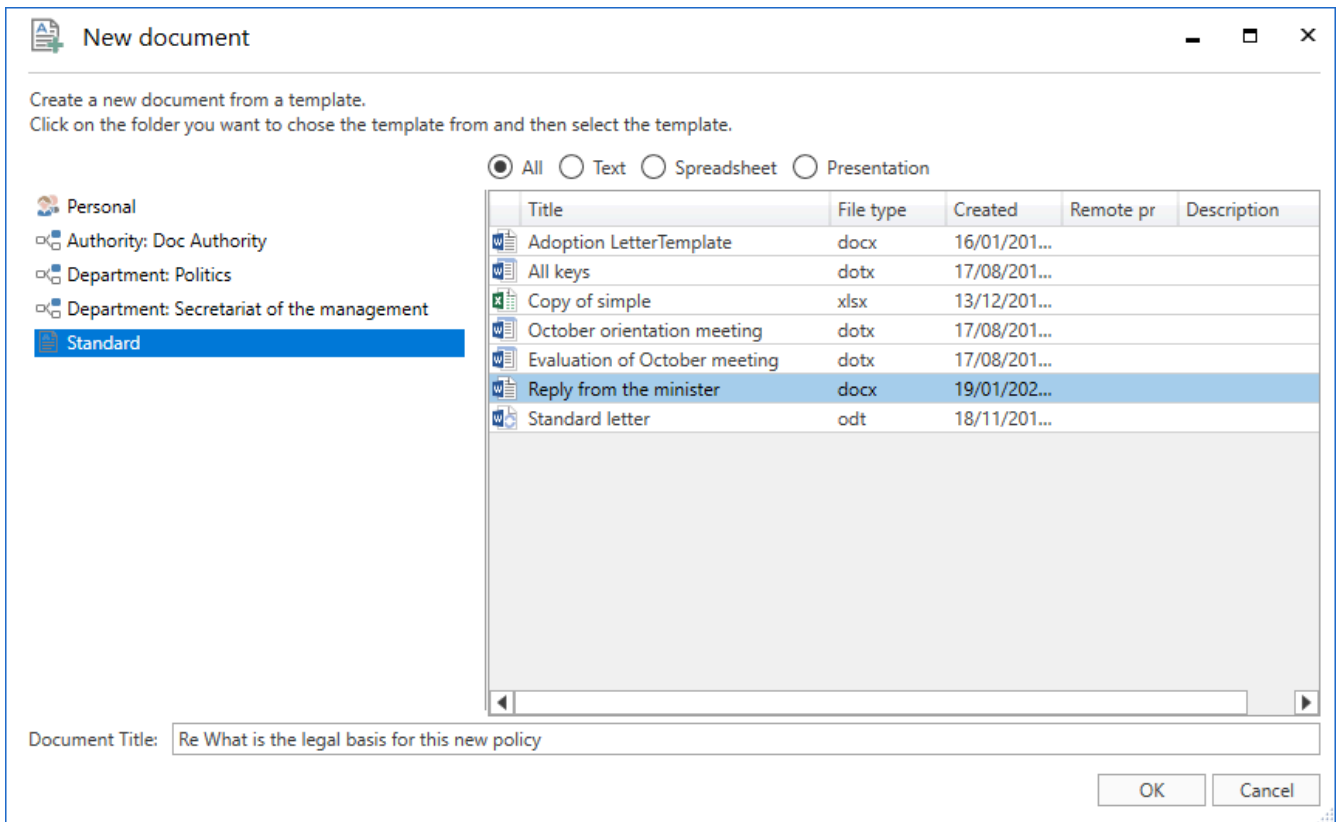 New document
Create a new document from a template.
Click on the folder you want to chose the template from and then select the template.
All Text Spreadsheet Presentation
Personal
Authority: Doc Authority
Department: Politics
Department: Secretariat of the management
Standard
Title File type Created Remote pr Description
Adoption LetterTemplate docx 16/01/201...
All keys dotx 17/08/201...
Copy of simple xlsx 13/12/201...
October orientation meeting dotx 17/08/201...
Evaluation of October meeting dotx 17/08/201...
Reply from the minister docx 19/01/202...
Standard letter odt 18/11/201...
Document Title: Re What is the legal basis for this new policy
OK Cancel